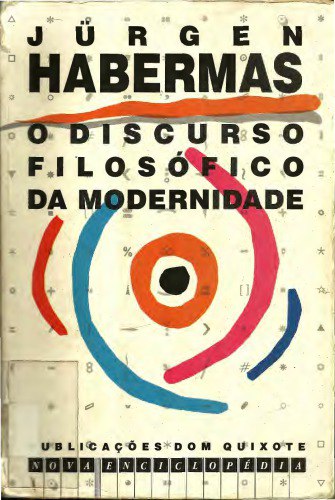 JÜRGEN
HABERMAS
O DISCURSO
FILOSÓFICO
DA MODERNIDADE
UBLICAÇÕES DOM QUIXOTE
NOVA ENCICLOPÉDIA